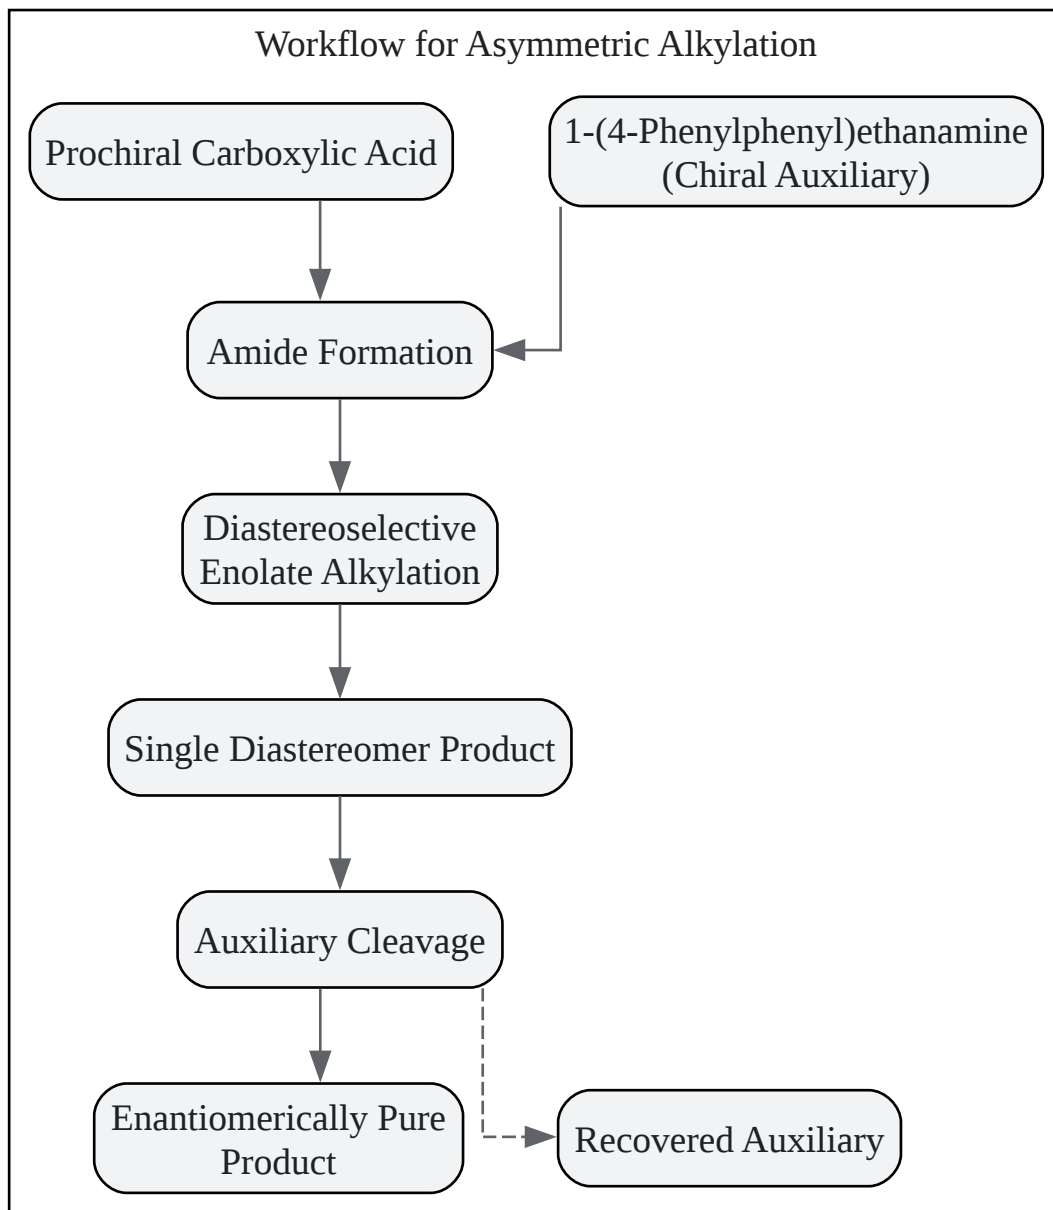 Workflow for Asymmetric Alkylation
Prochiral Carboxylic Acid
1-(4-Phenylphenyl)ethanamine
(Chiral Auxiliary)
Amide Formation
Diastereoselective
Enolate Alkylation
Single Diastereomer Product
Auxiliary Cleavage
Enantiomerically Pure
Product
Recovered Auxiliary